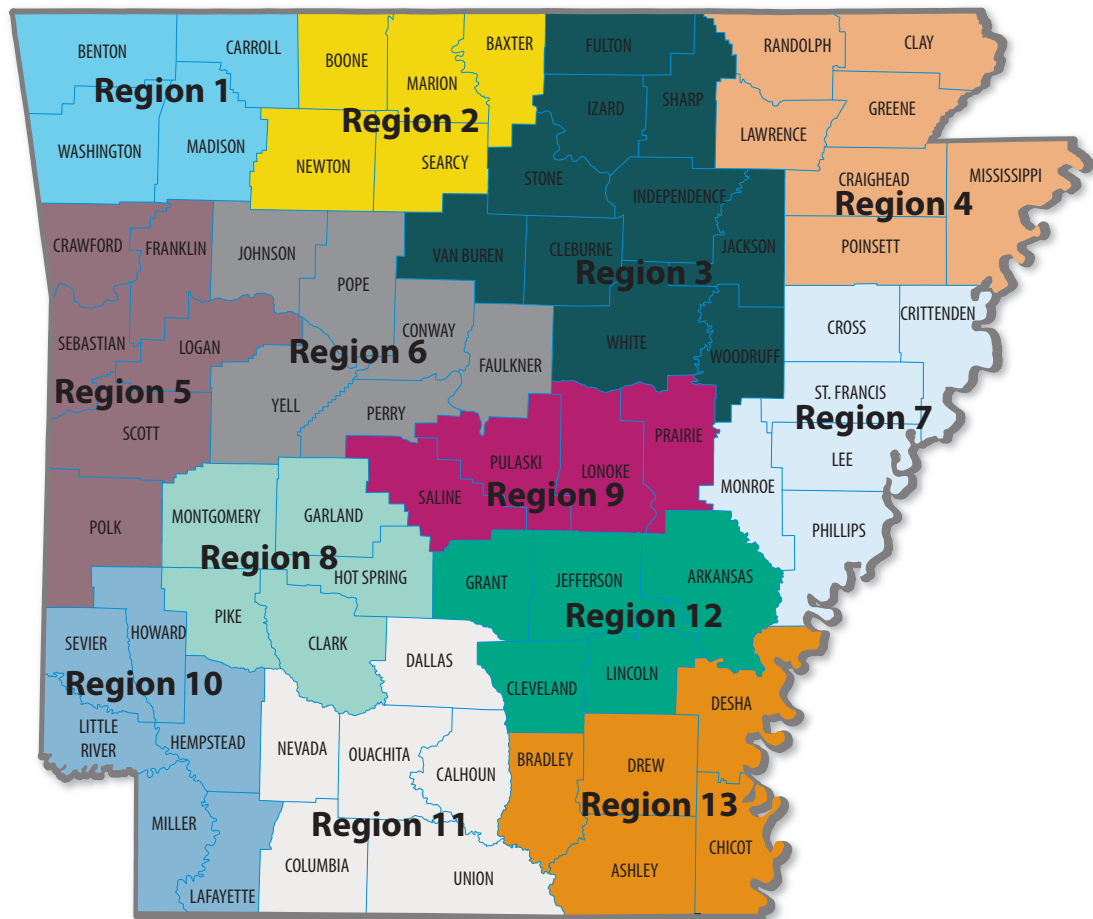 BENTON
CARROLL
Region 1
WASHINGTON
MADISON
BOONE
MARION
BAXTER
Region 2
NEWTON
SEARCY
FULTON
IZARD
SHARP
STONE
INDEPENDENCE
VAN BUREN
CLEBURNE
JACKSON
Region 3
WHITE
WOODRUFF
RANDOLPH
CLAY
GREENE
LAWRENCE
CRAIGHEAD
MISSISSIPPI
Region 4
POINSETT
CRAWFORD
FRANKLIN
SEBASTIAN
LOGAN
Region 5
SCOTT
POLK
JOHNSON
POPE
CONWAY
Region 6
FAULKNER
YELL
PERRY
CROSS
CRITTENDEN
ST. FRANCIS
Region 7
LEE
MONROE
PHILLIPS
MONTGOMERY
GARLAND
Region 8
HOT SPRING
PIKE
CLARK
PRAIRIE
PULASKI
LONOKE
SALINE
Region 9
SEVIER
HOWARD
Region 10
LITTLE
RIVER
HEMPSTEAD
MILLER
LAFAYETTE
DALLAS
NEVADA
OUACHITA
CALHOUN
Region 11
COLUMBIA
UNION
GRANT
JEFFERSON
ARKANSAS
Region 12
CLEVELAND
LINCOLN
DESHA
BRADLEY
DREW
Region 13
ASHLEY
CHICOT